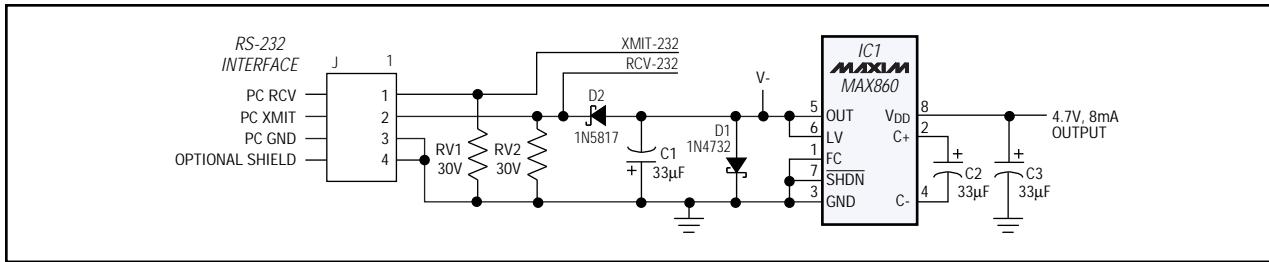 RS-232
INTERFACE
J 1
PC RCV 1
PC XMIT 2
PC GND 3
OPTIONAL SHIELD 4
XMIT-232
RCV-232
RV1
30V
RV2
30V
D2
1N5817
C1
+
33µF
D1
1N4732
V-
IC1
MAXIM
MAX860
5 OUT
6 LV
1 FC
7 SHDN
3 GND
VDD 8
C+ 2
C- 4
+
C2
33µF
+
C3
33µF
4.7V, 8mA
OUTPUT